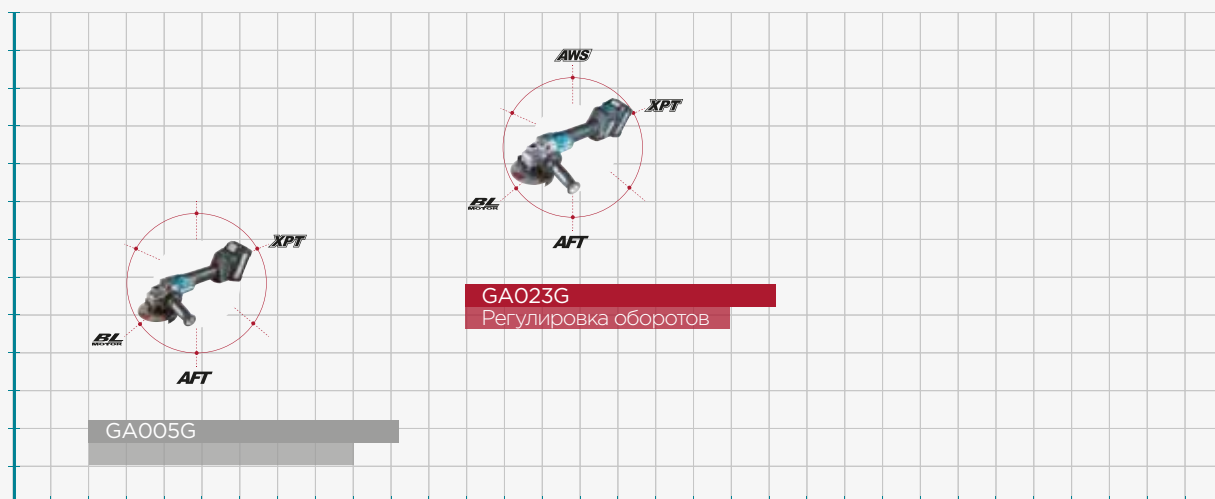 AWS
XPT
BL
MOTOR
AFT
GA023G
Регулировка оборотов
XPT
BL
MOTOR
AFT
GA005G